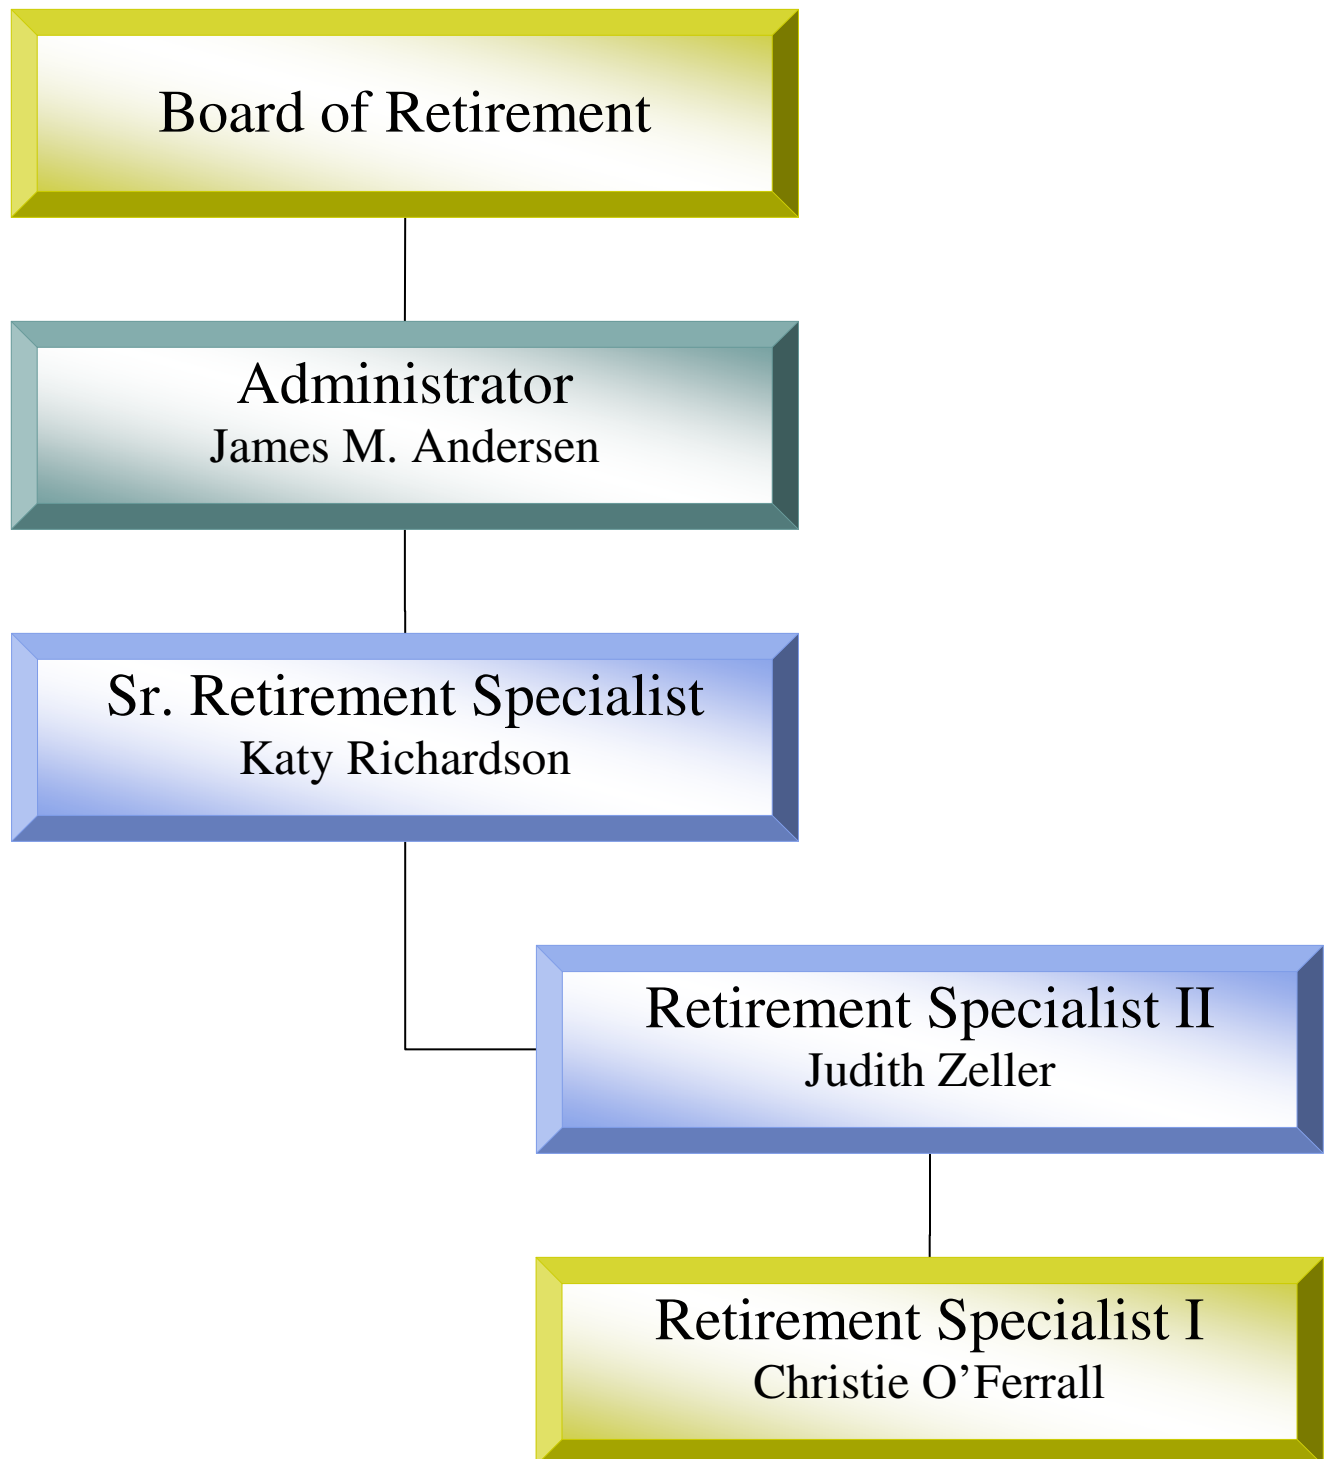 Board of Retirement
Administrator
James M. Andersen
Sr. Retirement Specialist
Katy Richardson
Retirement Specialist II
Judith Zeller
Retirement Specialist I
Christie O’Ferrall